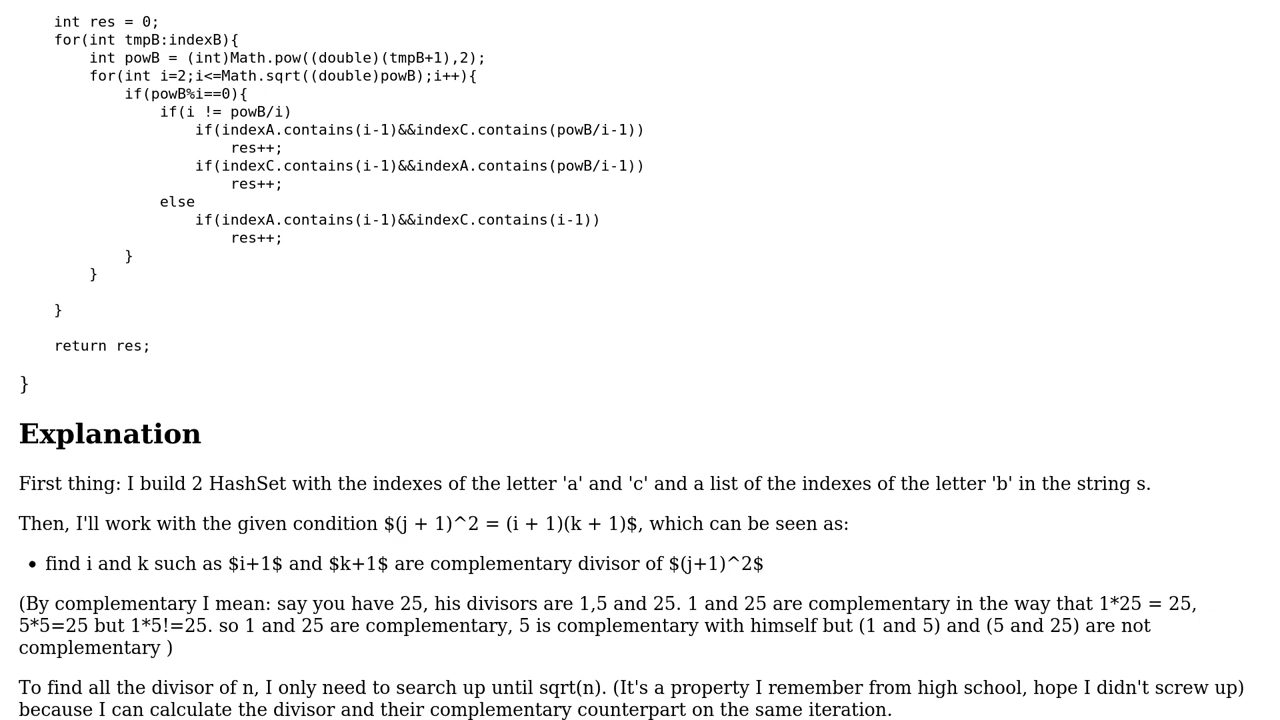 int res = 0;
for(int tmpB:indexB){
int powB = (int)Math.pow((double)(tmpB+1),2);
for(int i=2;i<=Math.sqrt((double)powB);i++){
if(powB%i==0){
if(i != powB/i)
if(indexA.contains(i-1)&&indexC.contains(powB/i-1))
res++;
if(indexC.contains(i-1)&&indexA.contains(powB/i-1))
res++;
else
if(indexA.contains(i-1)&&indexC.contains(i-1))
res++;
}
}
}
return res;
}
Explanation
First thing: I build 2 HashSet with the indexes of the letter 'a' and 'c' and a list of the indexes of the letter 'b' in the string s.
Then, I'll work with the given condition $(j + 1)^2 = (i + 1)(k + 1)$, which can be seen as:
• find i and k such as $i+1$ and $k+1$ are complementary divisor of $(j+1)^2$
(By complementary I mean: say you have 25, his divisors are 1,5 and 25. 1 and 25 are complementary in the way that 1*25 = 25,
5*5=25 but 1*5!=25. so 1 and 25 are complementary, 5 is complementary with himself but (1 and 5) and (5 and 25) are not
complementary )
To find all the divisor of n, I only need to search up until sqrt(n). (It's a property I remember from high school, hope I didn't screw up)
because I can calculate the divisor and their complementary counterpart on the same iteration.